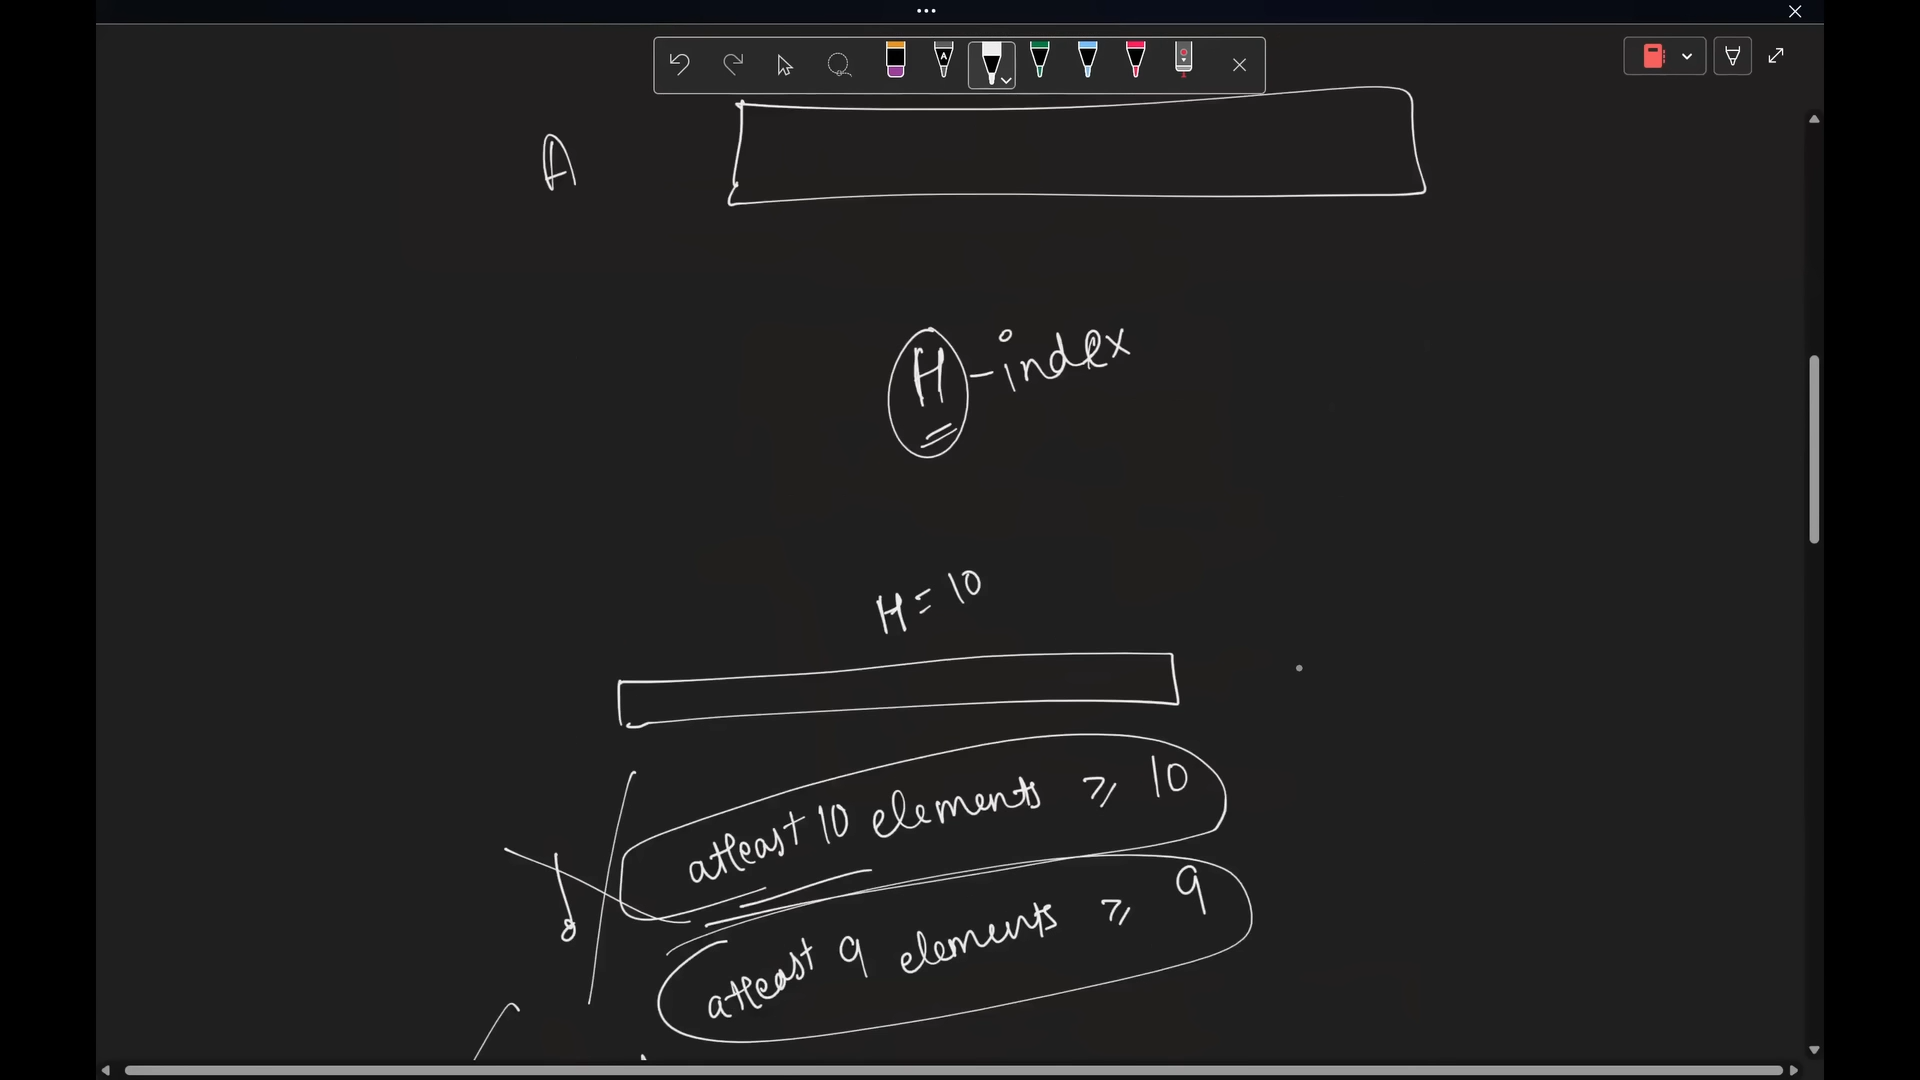 A
H-index
H = 10
atleast 10 elements ⩾ 10
atleast 9 elements ⩾ 9